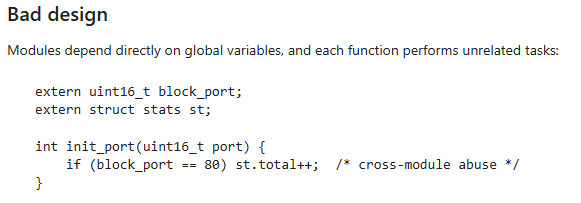 Bad design
Modules depend directly on global variables, and each function performs unrelated tasks:
extern uint16_t block_port;
extern struct stats st;
int init_port(uint16_t port) {
    if (block_port == 80) st.total++;  /* cross-module abuse */
}